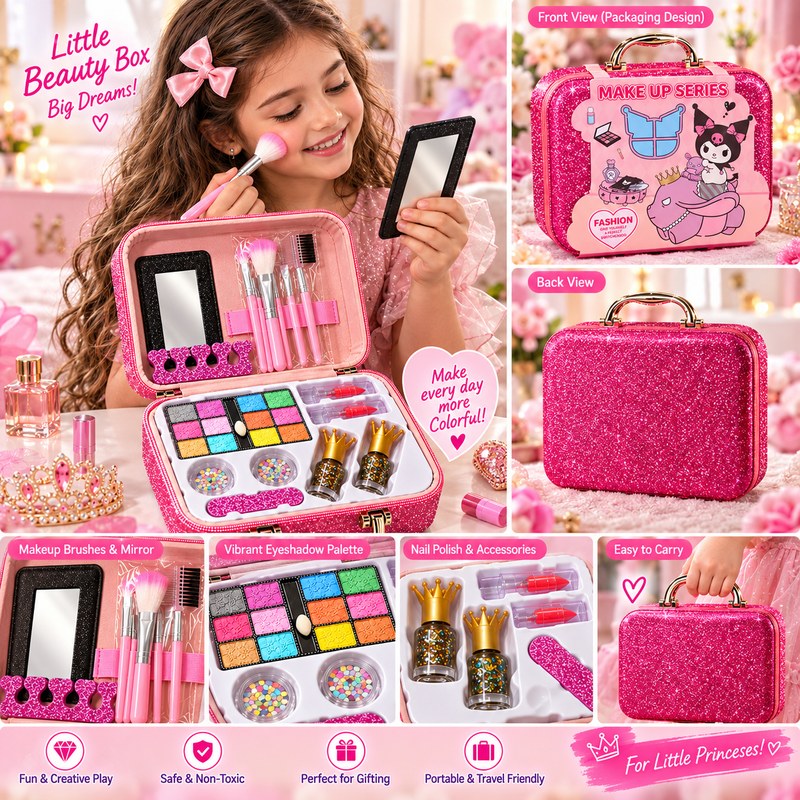 Little
Beauty Box
Big Dreams!
Front View (Packaging Design)
MAKE UP SERIES
FASHION
Back View
Make
every day
more
Colorful!
Makeup Brushes & Mirror
Vibrant Eyeshadow Palette
Nail Polish & Accessories
Easy to Carry
Fun & Creative Play
Safe & Non-Toxic
Perfect for Gifting
Portable & Travel Friendly
For Little Princeses!